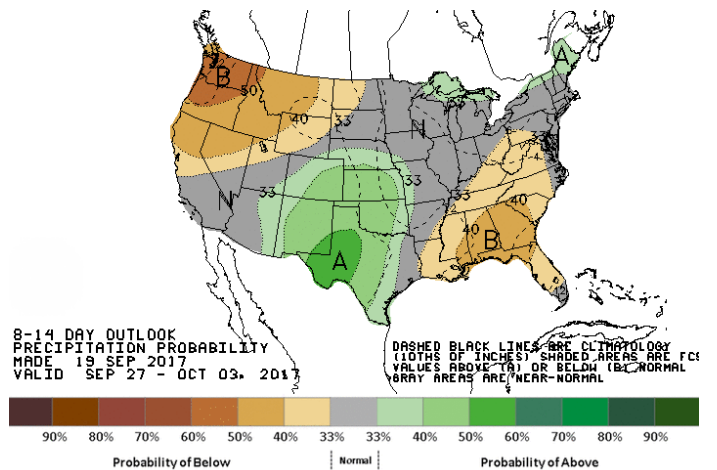 B
50
40
33
N
A
33
N
33
33
40
40
B
A
8-14 DAY OUTLOOK
PRECIPITATION PROBABILITY
MADE 19 SEP 2017
VALID SEP 27 - OCT 03, 2017
DASHED BLACK LINES ARE CLIMATOLOGY
(10THS OF INCHES) SHADED AREAS ARE FCS
VALUES ABOVE (A) OR BELOW (B) NORMAL
GRAY AREAS ARE NEAR-NORMAL
90% 80% 70% 60% 50% 40% 33% 33% 40% 50% 60% 70% 80% 90%
Probability of Below Normal Probability of Above